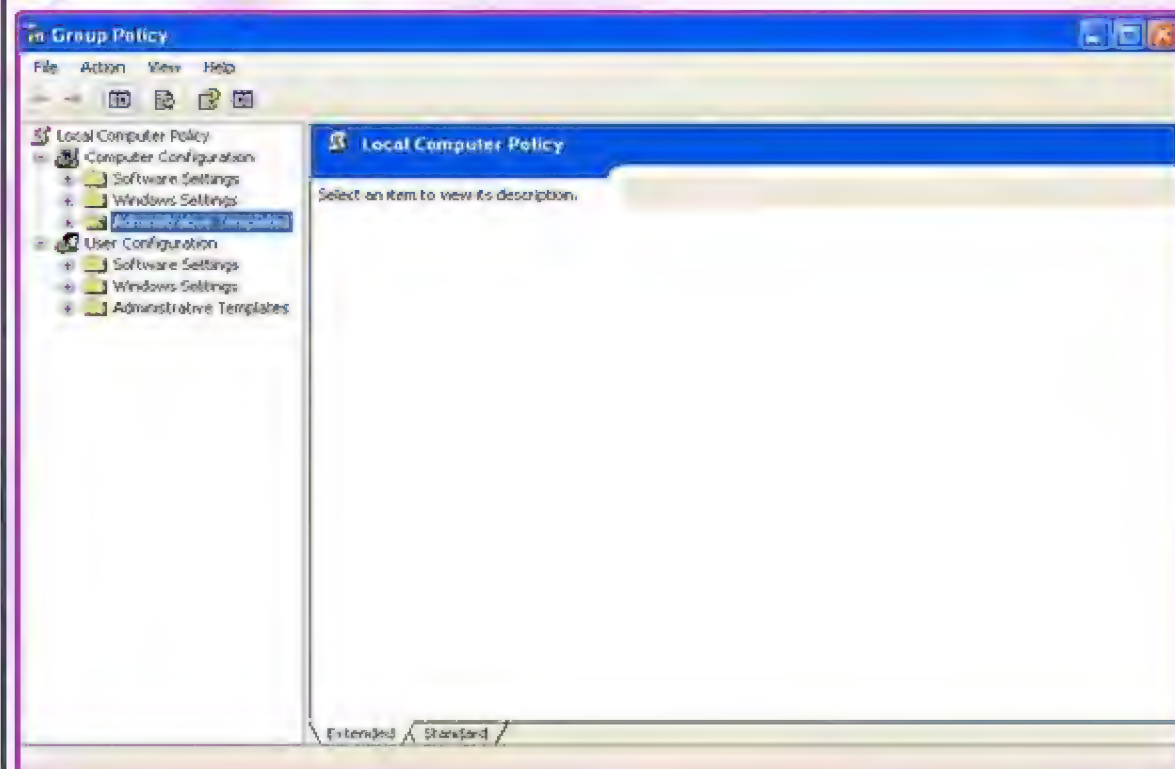 Group Policy
File Action View Help
Local Computer Policy
Computer Configuration
Software Settings
Windows Settings
Administrative Templates
User Configuration
Software Settings
Windows Settings
Administrative Templates
Local Computer Policy
Select an item to view its description.
Extended Standard